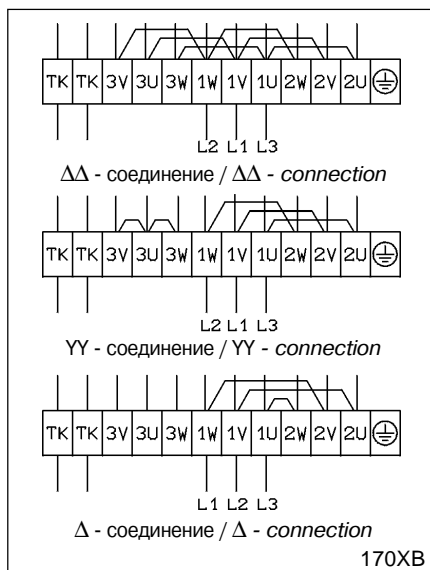 TK TK 3V 3U 3W 1W 1V 1U 2W 2V 2U
L2 L1 L3
ΔΔ - соединение / ΔΔ - connection
TK TK 3V 3U 3W 1W 1V 1U 2W 2V 2U
L2 L1 L3
YY - соединение / YY - connection
TK TK 3V 3U 3W 1W 1V 1U 2W 2V 2U
L1 L2 L3
Δ - соединение / Δ - connection
170XB